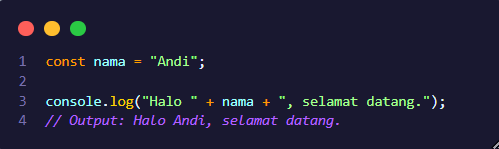 1 const nama = "Andi";
2
3 console.log("Halo " + nama + ", selamat datang.");
4 // Output: Halo Andi, selamat datang.